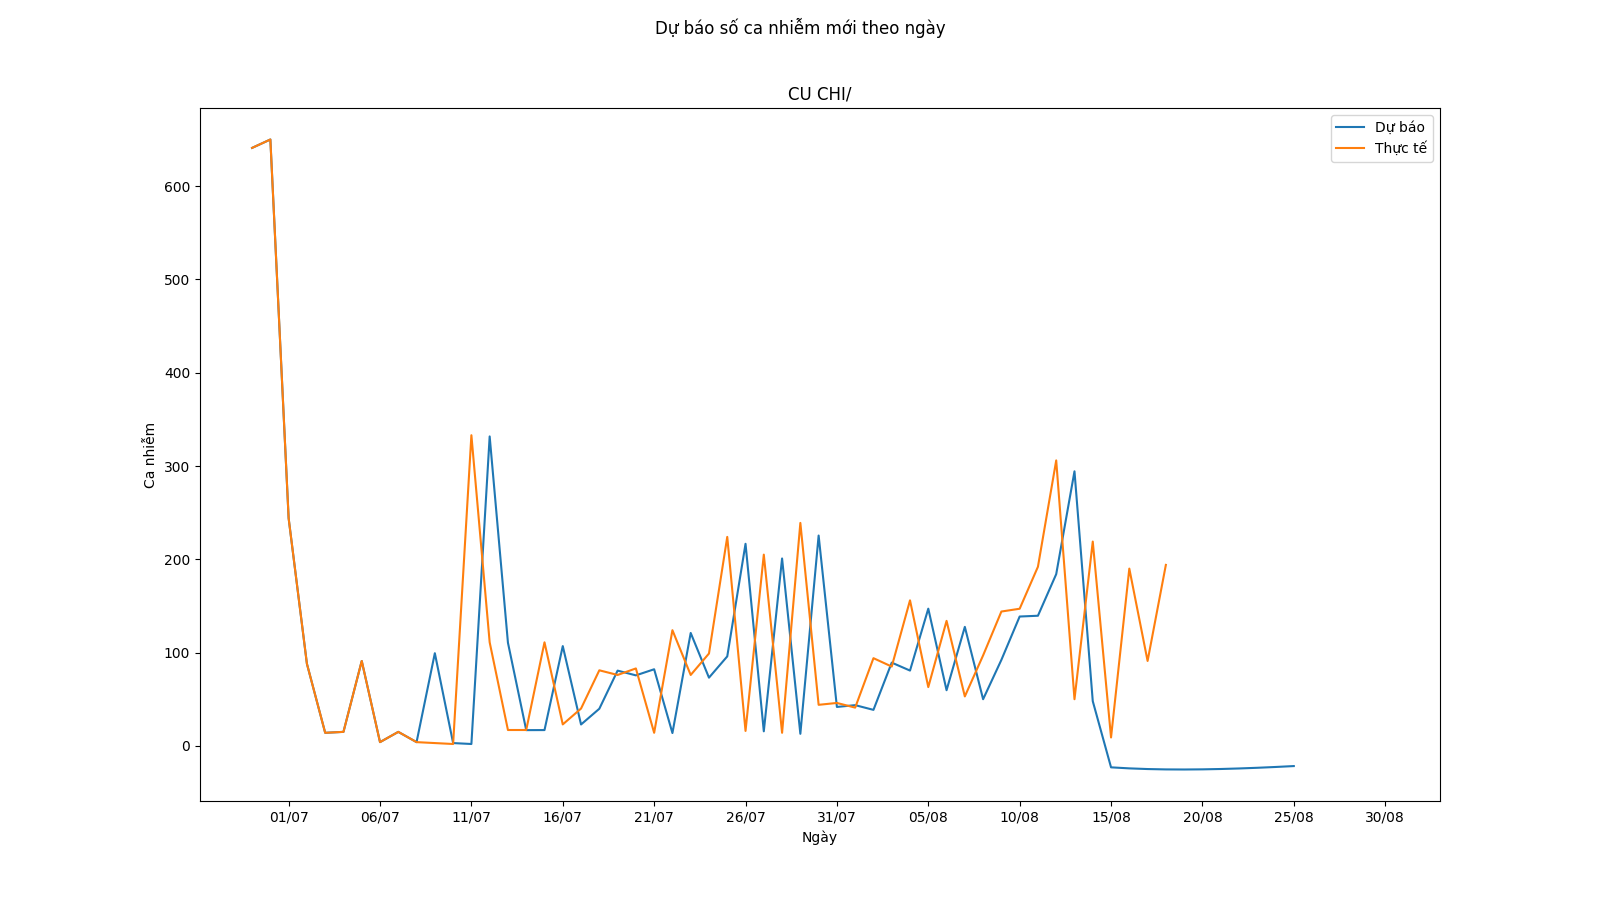 Dự báo số ca nhiễm mới theo ngày
CU CHI/
Dự báo
Thực tế
Ca nhiễm
600
500
400
300
200
100
0
01/07 06/07 11/07 16/07 21/07 26/07 31/07 05/08 10/08 15/08 20/08 25/08 30/08
Ngày